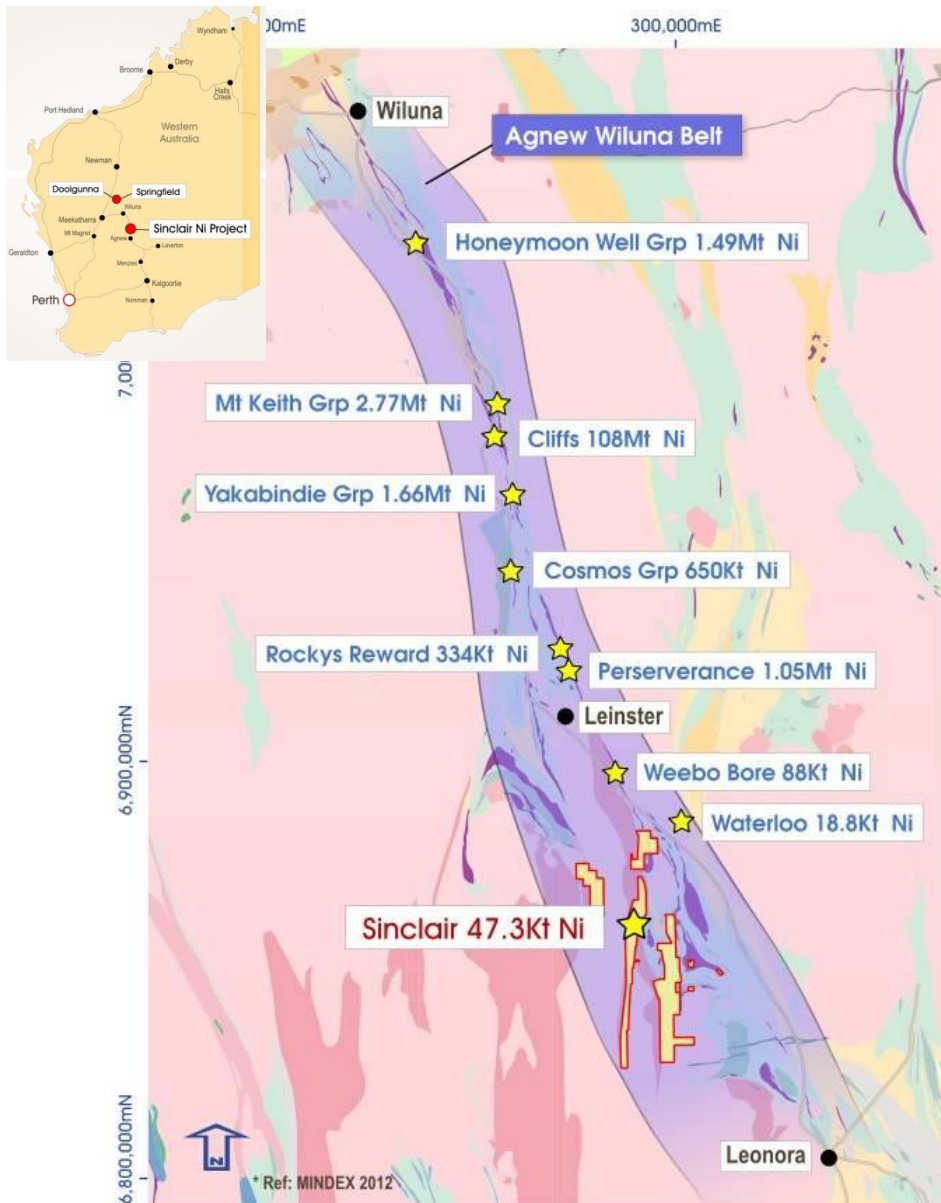 00mE
300,000mE
Wyndham
Derby
Broome
Halls
Creek
Port Hedland
Western
Australia
Newman
Doolgunna
Springfield
Wiluna
Meekatharra
Sinclair Ni Project
Mt Magnet
Agnew
Laverton
Geraldton
Menzies
Kalgoorlie
Perth
Norseman
Wiluna
Agnew Wiluna Belt
Honeymoon Well Grp 1.49Mt Ni
7,00
Mt Keith Grp 2.77Mt Ni
Cliffs 108Mt Ni
Yakabindie Grp 1.66Mt Ni
Cosmos Grp 650Kt Ni
Rockys Reward 334Kt Ni
Perserverance 1.05Mt Ni
Leinster
6,900,000mN
Weebo Bore 88Kt Ni
Waterloo 18.8Kt Ni
Sinclair 47.3Kt Ni
Leonora
6,800,000mN
N
* Ref: MINDEX 2012